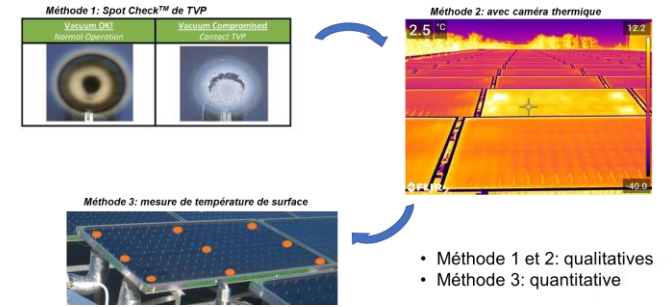 Méthode 1: Spot Check™ de TVP
Vacuum OK!
Normal Operation
Vacuum Compromised
Contact TVP
Méthode 2: avec caméra thermique
2.5 °C
12.2
-40.0
FLIR
Méthode 3: mesure de température de surface
• Méthode 1 et 2: qualitatives
• Méthode 3: quantitative